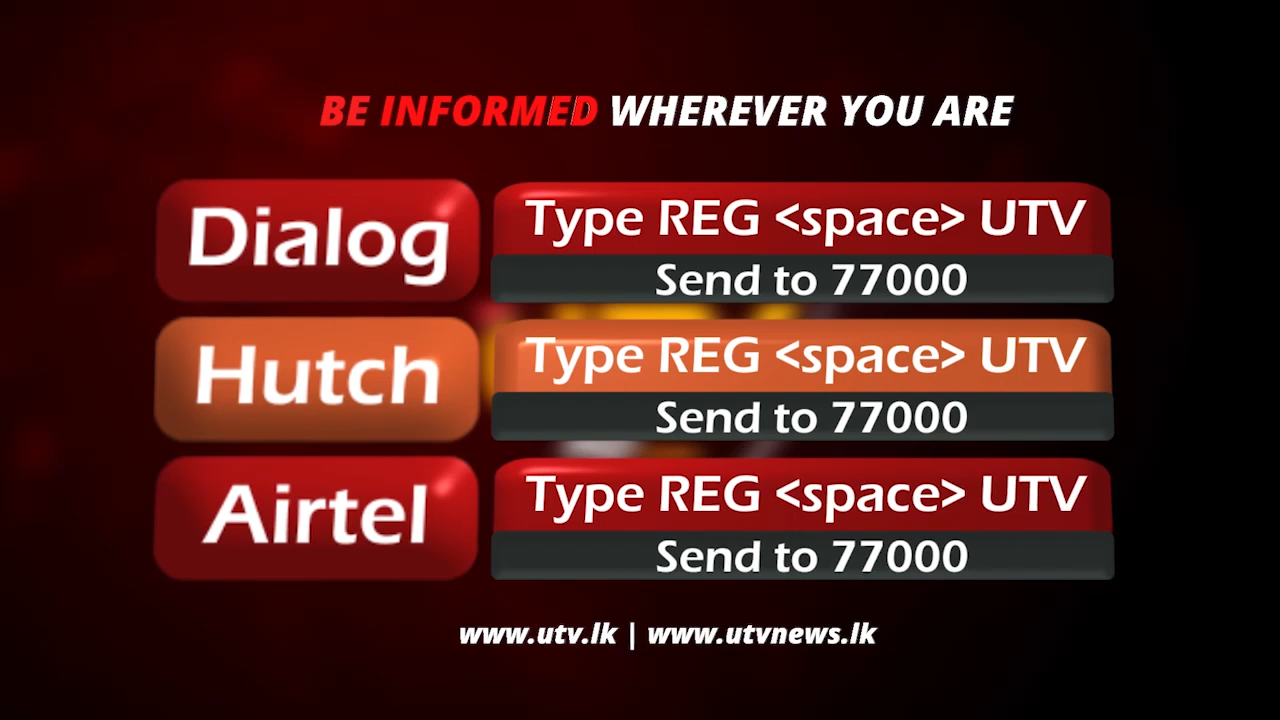 BE INFORMED WHEREVER YOU ARE
Dialog
Type REG <space> UTV
Send to 77000
Hutch
Type REG <space> UTV
Send to 77000
Airtel
Type REG <space> UTV
Send to 77000
www.utv.lk | www.utvnews.lk